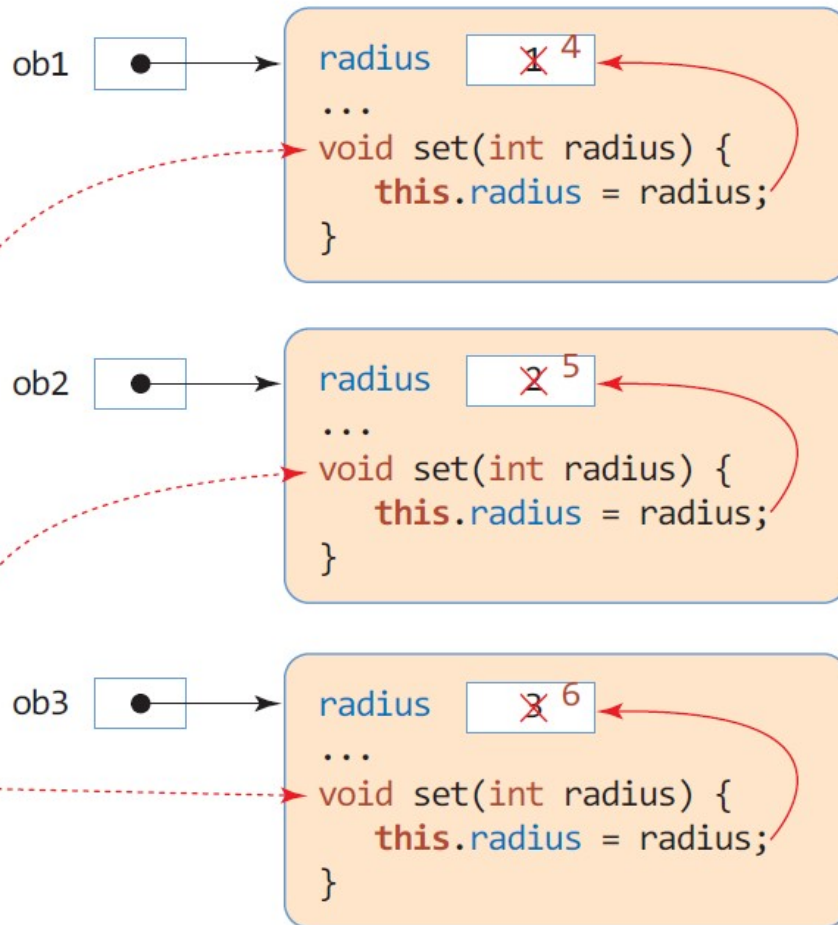 ob1
radius 1 4
...
void set(int radius) {
this.radius = radius;
}
ob2
radius 2 5
...
void set(int radius) {
this.radius = radius;
}
ob3
radius 3 6
...
void set(int radius) {
this.radius = radius;
}